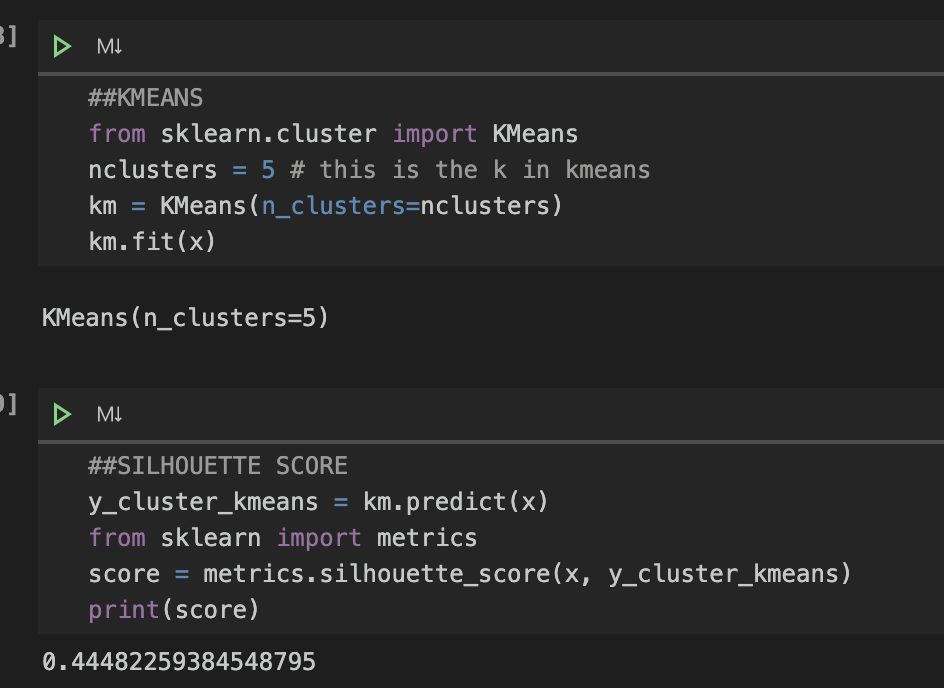 ]
M↓
##KMEANS
from sklearn.cluster import KMeans
nclusters = 5 # this is the k in kmeans
km = KMeans(n_clusters=nclusters)
km.fit(x)
KMeans(n_clusters=5)
]
M↓
##SILHOUETTE SCORE
y_cluster_kmeans = km.predict(x)
from sklearn import metrics
score = metrics.silhouette_score(x, y_cluster_kmeans)
print(score)
0.44482259384548795